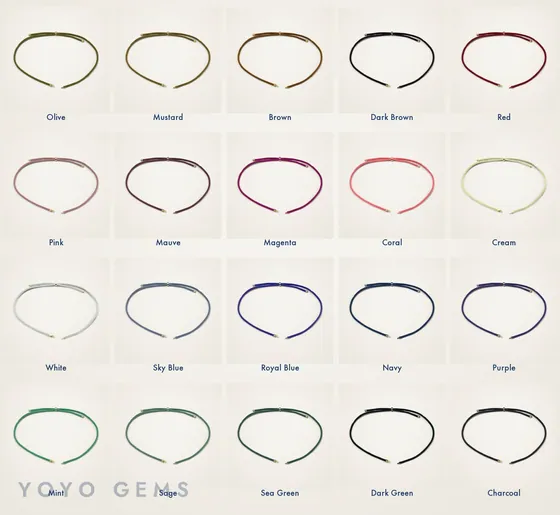 Olive Mustard Brown Dark Brown Red
Pink Mauve Magenta Coral Cream
White Sky Blue Royal Blue Navy Purple
Mint Sage Sea Green Dark Green Charcoal
YOYO GEMS